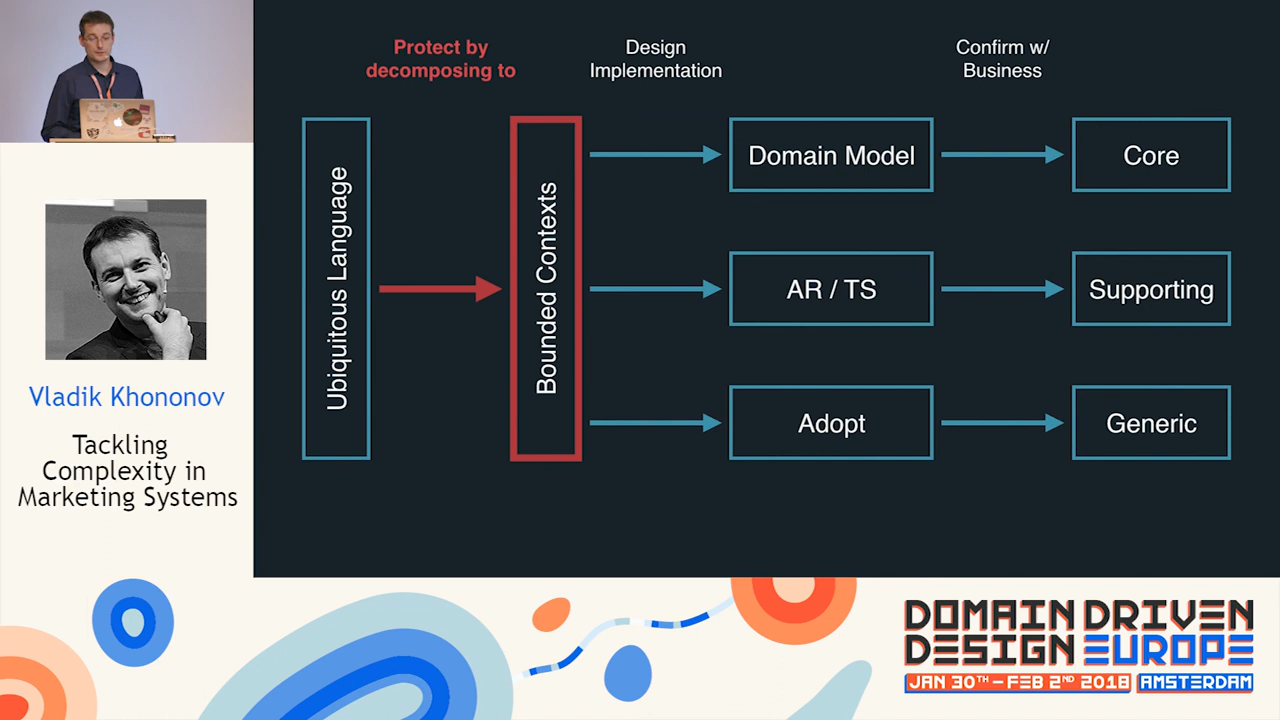 Protect by
decomposing to
Design
Implementation
Confirm w/
Business
Ubiquitous Language
Bounded Contexts
Domain Model
Core
AR / TS
Supporting
Adopt
Generic
Vladik Khononov
Tackling
Complexity in
Marketing Systems
DOMAIN DRIVEN
DESIGN EUROPE
JAN 30TH – FEB 2ND 2018 AMSTERDAM